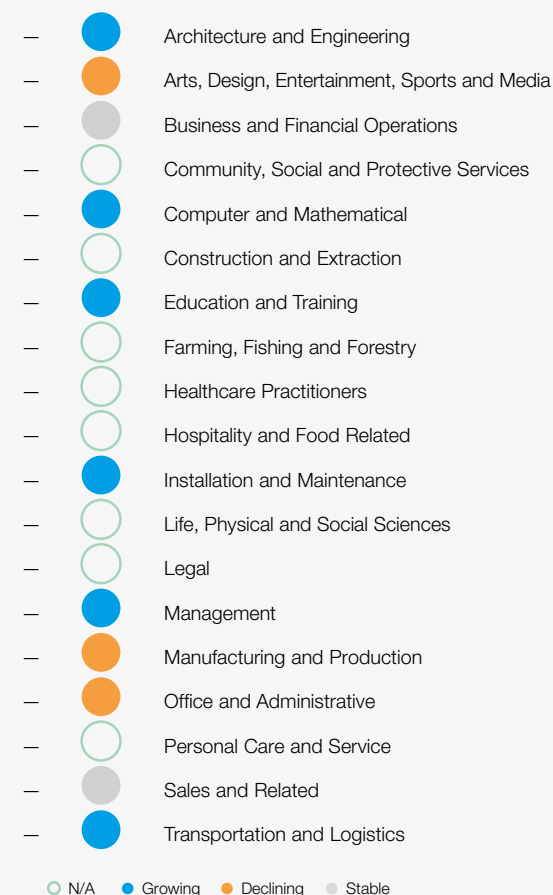 — Architecture and Engineering
— Arts, Design, Entertainment, Sports and Media
— Business and Financial Operations
— Community, Social and Protective Services
— Computer and Mathematical
— Construction and Extraction
— Education and Training
— Farming, Fishing and Forestry
— Healthcare Practitioners
— Hospitality and Food Related
— Installation and Maintenance
— Life, Physical and Social Sciences
— Legal
— Management
— Manufacturing and Production
— Office and Administrative
— Personal Care and Service
— Sales and Related
— Transportation and Logistics
N/A Growing Declining Stable